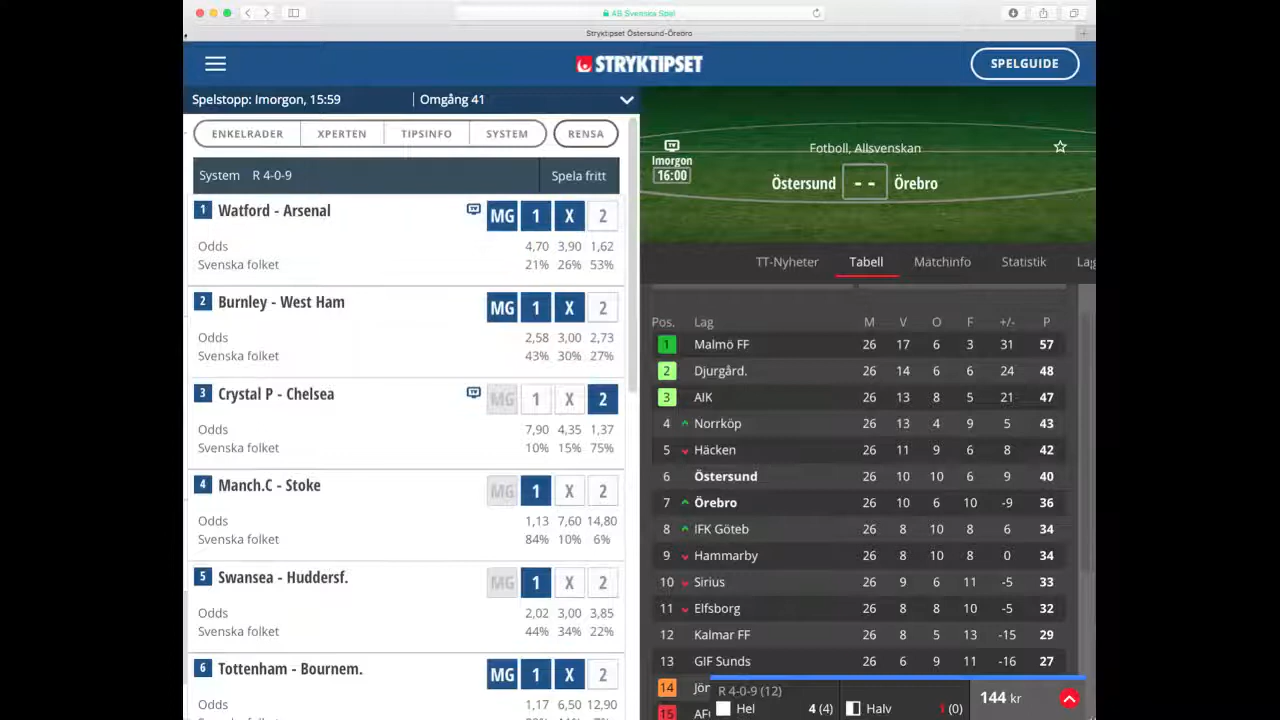 AB Svenska Spel
Stryktipset Östersund-Örebro
STRYKTIPSET
SPELGUIDE
Spelstopp: Imorgon, 15:59
Omgång 41
ENKELRADER
XPERTEN
TIPSINFO
SYSTEM
RENSA
System R 4-0-9
Spela fritt
1 Watford - Arsenal MG 1 X 2
Odds 4,70 3,90 1,62
Svenska folket 21% 26% 53%
2 Burnley - West Ham MG 1 X 2
Odds 2,58 3,00 2,73
Svenska folket 43% 30% 27%
3 Crystal P - Chelsea MG 1 X 2
Odds 7,90 4,35 1,37
Svenska folket 10% 15% 75%
4 Manch.C - Stoke MG 1 X 2
Odds 1,13 7,60 14,80
Svenska folket 84% 10% 6%
5 Swansea - Huddersf. MG 1 X 2
Odds 2,02 3,00 3,85
Svenska folket 44% 34% 22%
6 Tottenham - Bournem. MG 1 X 2
Odds 1,17 6,50 12,90
Fotboll, Allsvenskan
Imorgon
16:00
Östersund - - Örebro
TT-Nyheter Tabell Matchinfo Statistik Lag
Pos. Lag M V O F +/- P
1 Malmö FF 26 17 6 3 31 57
2 Djurgård. 26 14 6 6 24 48
3 AIK 26 13 8 5 21 47
4 Norrköp 26 13 4 9 5 43
5 Häcken 26 11 9 6 8 42
6 Östersund 26 10 10 6 9 40
7 Örebro 26 10 6 10 -9 36
8 IFK Göteb 26 8 10 8 6 34
9 Hammarby 26 8 10 8 0 34
10 Sirius 26 9 6 11 -5 33
11 Elfsborg 26 8 8 10 -5 32
12 Kalmar FF 26 8 5 13 -15 29
13 GIF Sunds 26 6 9 11 -16 27
14 Jön
15 AF
R 4-0-9 (12)
Hel 4 (4)
Halv 1 (0)
144 kr